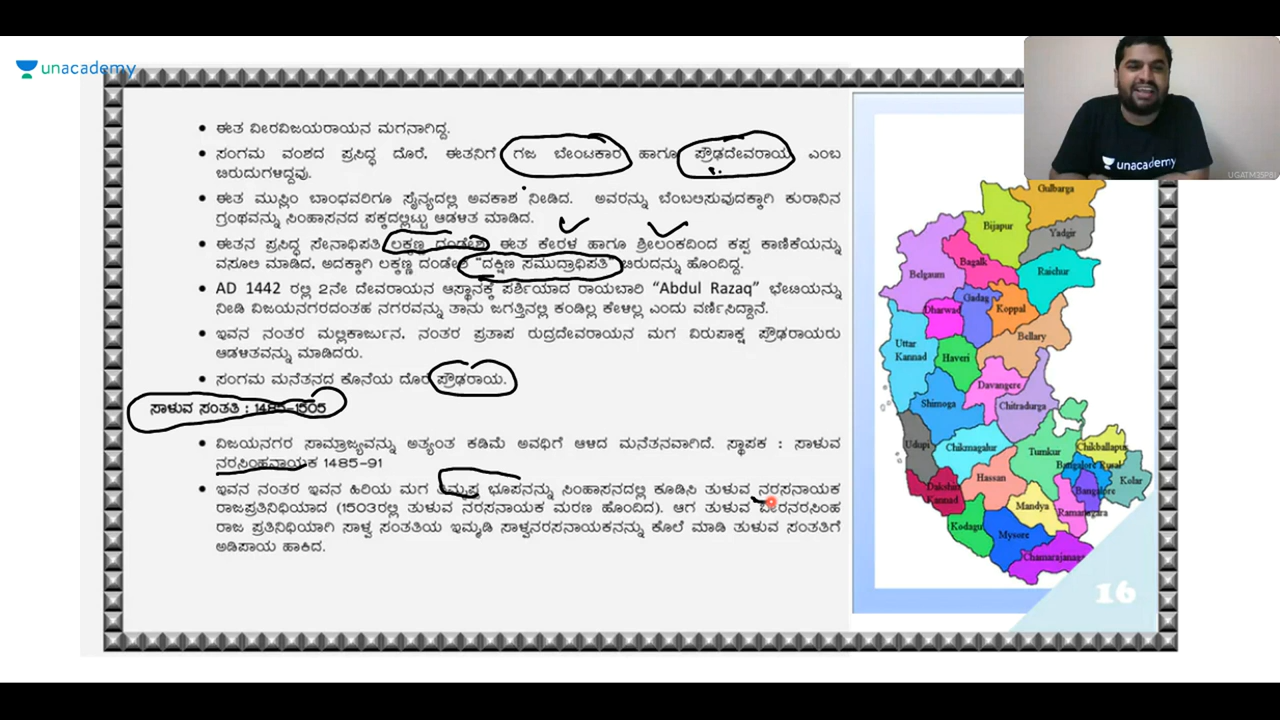 unacademy
unacademy
UGATM35P8J
• ಈತ ವೀರವಿಜಯರಾಯನ ಮಗನಾಗಿದ್ದ.
• ಸಂಗಮ ವಂಶದ ಪ್ರಸಿದ್ಧ ದೊರೆ. ಈತನಿಗೆ ಗಜ ಬೇಂಟಕಾರ ಹಾಗೂ ಪ್ರೌಢದೇವರಾಯ ಎಂಬ
ಬಿರುದುಗಳಿದ್ದವು.
• ಈತ ಮುಸ್ಲಿಂ ಬಾಂಧವರಿಗೂ ಸೈನ್ಯದಲ್ಲಿ ಅವಕಾಶ ನೀಡಿದ. ಅವರನ್ನು ಬೆಂಬಲಿಸುವುದಕ್ಕಾಗಿ ಕುರಾನಿನ
ಗ್ರಂಥವನ್ನು ಸಿಂಹಾಸನದ ಪಕ್ಕದಲ್ಲಿಟ್ಟು ಆಡಳಿತ ಮಾಡಿದ.
• ಈತನ ಪ್ರಸಿದ್ಧ ಸೇನಾಧಿಪತಿ ಲಕ್ಕಣ್ಣ ದಂಡೇಶ ಈತ ಕೇರಳ ಹಾಗೂ ಶ್ರೀಲಂಕದಿಂದ ಕಪ್ಪ ಕಾಣಿಕೆಯನ್ನು
ವಸೂಲಿ ಮಾಡಿದ. ಅದಕ್ಕಾಗಿ ಲಕ್ಕಣ್ಣ ದಂಡೇಶ "ದಕ್ಷಿಣ ಸಮುದ್ರಾಧಿಪತಿ" ಬಿರುದನ್ನು ಹೊಂದಿದ್ದ.
• AD 1442 ರಲ್ಲಿ 2ನೇ ದೇವರಾಯನ ಆಸ್ಥಾನಕ್ಕೆ ಪರ್ಶಿಯಾದ ರಾಯಬಾರಿ "Abdul Razaq" ಭೇಟಿಯನ್ನು
ನೀಡಿ ವಿಜಯನಗರದಂತಹ ನಗರವನ್ನು ತಾನು ಜಗತ್ತಿನಲ್ಲಿ ಕಂಡಿಲ್ಲ ಕೇಳಿಲ್ಲ ಎಂದು ವರ್ಣಿಸಿದ್ದಾನೆ.
• ಇವನ ನಂತರ ಮಲ್ಲಿಕಾರ್ಜುನ. ನಂತರ ಪ್ರತಾಪ ರುದ್ರದೇವರಾಯನ ಮಗ ವಿರುಪಾಕ್ಷ ಪ್ರೌಢರಾಯರು
ಆಡಳಿತವನ್ನು ಮಾಡಿದರು.
• ಸಂಗಮ ಮನೆತನದ ಕೊನೆಯ ದೊರೆ ಪ್ರೌಢರಾಯ.
ಸಾಳುವ ಸಂತತಿ : 1485-1505
• ವಿಜಯನಗರ ಸಾಮ್ರಾಜ್ಯವನ್ನು ಅತ್ಯಂತ ಕಡಿಮೆ ಅವಧಿಗೆ ಆಳಿದ ಮನೆತನವಾಗಿದೆ. ಸ್ಥಾಪಕ : ಸಾಳುವ
ನರಸಿಂಹನಾಯಕ 1485-91
• ಇವನ ನಂತರ ಇವನ ಹಿರಿಯ ಮಗ ತಿಮ್ಮಪ್ಪ ಭೂಪನನ್ನು ಸಿಂಹಾಸನದಲ್ಲಿ ಕೂಡಿಸಿ ತುಳುವ ನರಸನಾಯಕ
ರಾಜಪ್ರತಿನಿಧಿಯಾದ (1503ರಲ್ಲಿ ತುಳುವ ನರಸನಾಯಕ ಮರಣ ಹೊಂದಿದ). ಆಗ ತುಳುವ ವೀರನರಸಿಂಹ
ರಾಜ ಪ್ರತಿನಿಧಿಯಾಗಿ ಸಾಳ್ವ ಸಂತತಿಯ ಇಮ್ಮಡಿ ಸಾಳ್ವನರಸನಾಯಕನನ್ನು ಕೊಲೆ ಮಾಡಿ ತುಳುವ ಸಂತತಿಗೆ
ಅಡಿಪಾಯ ಹಾಕಿದ.
Gulbarga
Bijapur
Yadgir
Belgaum
Bagalk
Raichur
Gadag
Dharwad
Koppal
Bellary
Uttar
Kannad
Haveri
Davangere
Shimoga
Chitradurga
Udupi
Chikmagalur
Tumkur
Chikballapur
Bangalore Rural
Kolar
Hassan
Bangalore
Dakshin
Kannad
Mandya
Ramanagara
Kodagu
Mysore
Chamarajanaga
16